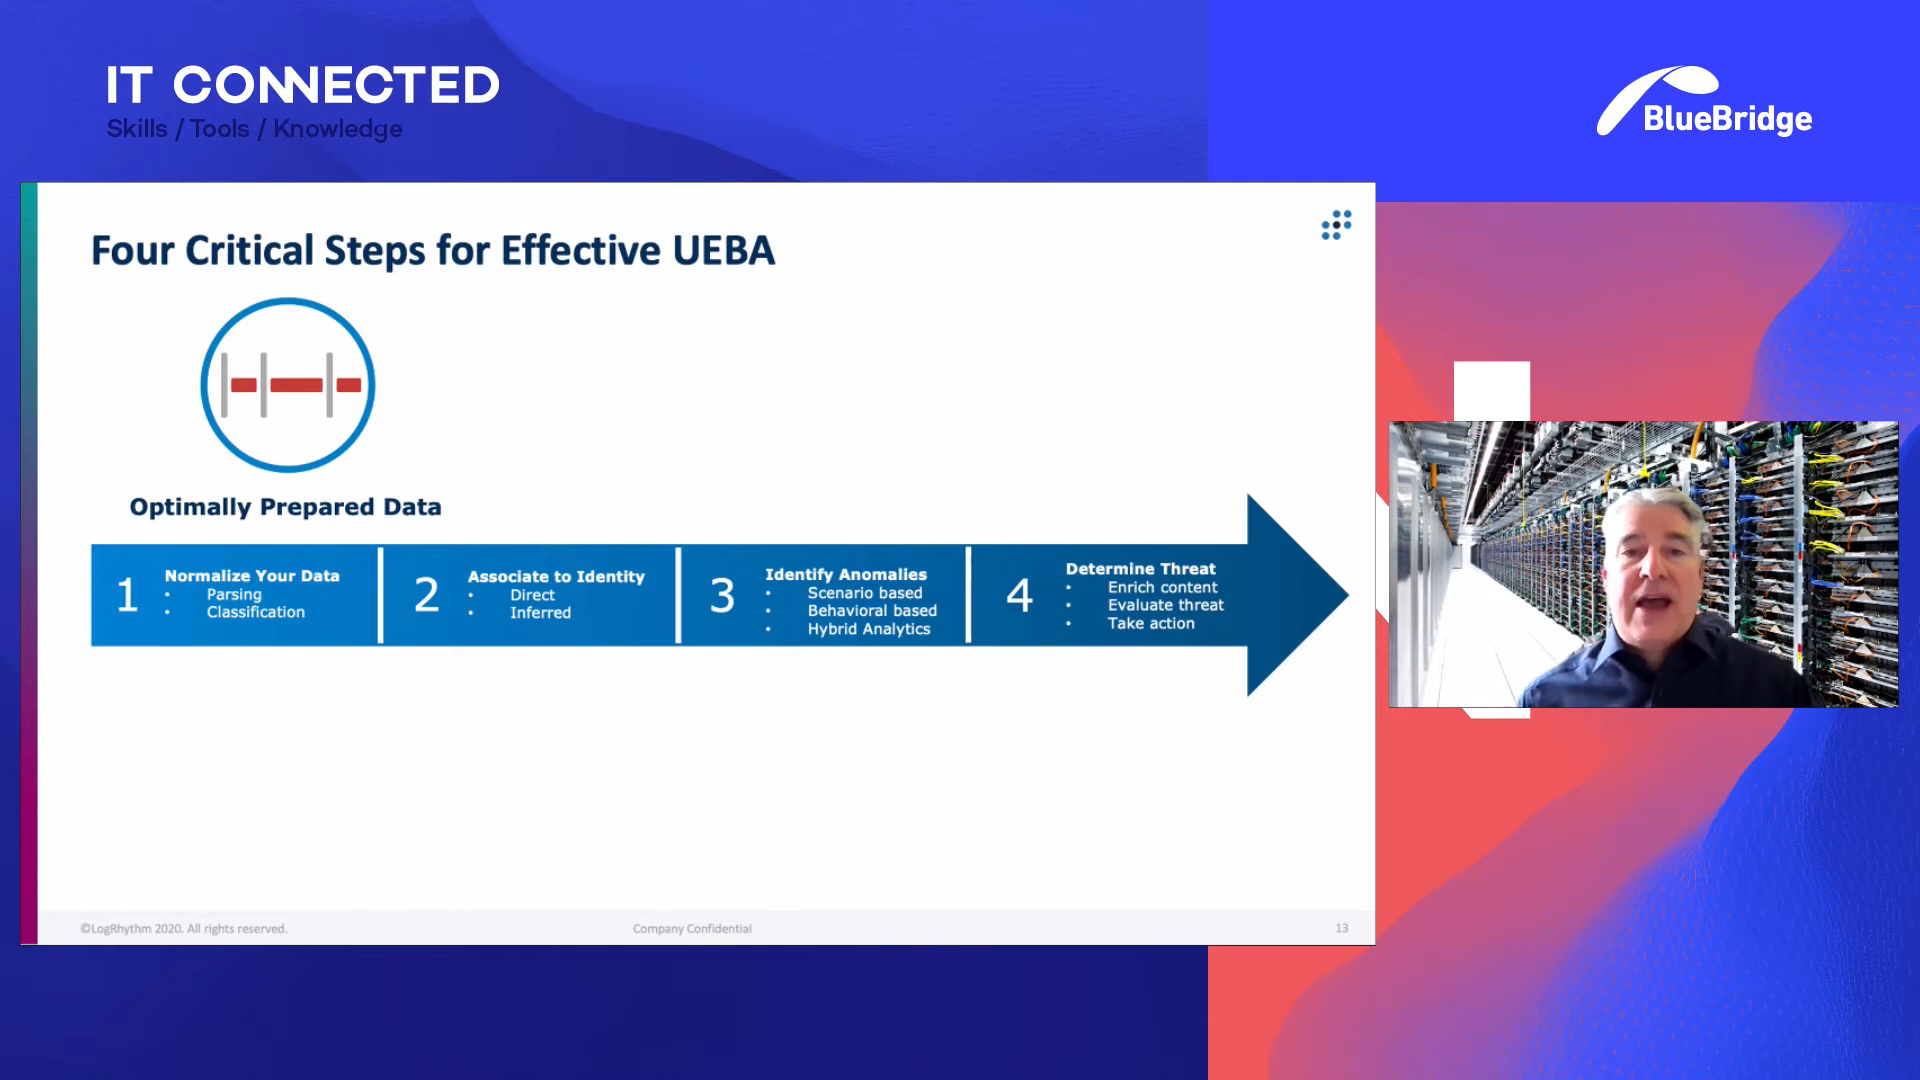 IT CONNECTED
Skills / Tools / Knowledge
BlueBridge
Four Critical Steps for Effective UEBA
Optimally Prepared Data
1
Normalize Your Data
• Parsing
• Classification
2
Associate to Identity
• Direct
• Inferred
3
Identify Anomalies
• Scenario based
• Behavioral based
• Hybrid Analytics
4
Determine Threat
• Enrich content
• Evaluate threat
• Take action
©LogRhythm 2020. All rights reserved.
Company Confidential
13